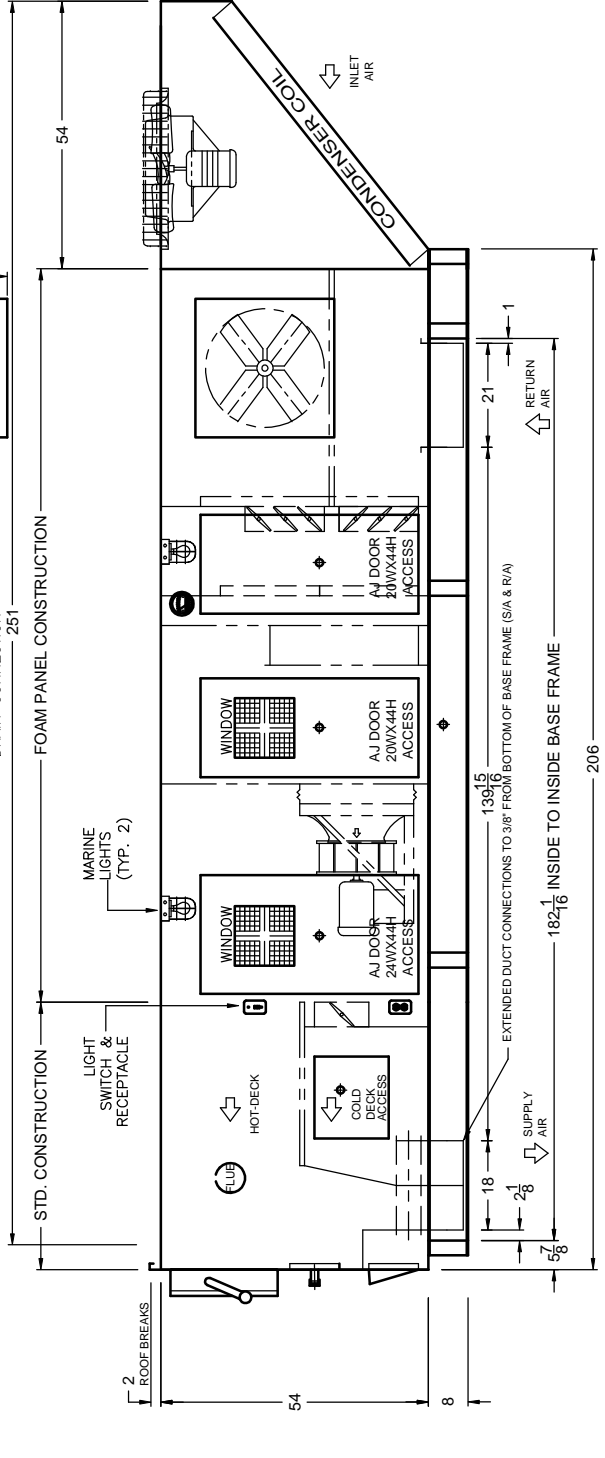 251
54
FOAM PANEL CONSTRUCTION
STD. CONSTRUCTION
MARINE
LIGHTS
(TYP. 2)
LIGHT
SWITCH &
RECEPTACLE
2
ROOF BREAKS
54
8
FLUE
HOT-DECK
COLD
DECK
ACCESS
WINDOW
AJ DOOR
24WX44H
ACCESS
WINDOW
AJ DOOR
20WX44H
ACCESS
AJ DOOR
20WX44H
ACCESS
CONDENSER COIL
INLET
AIR
18
139 15/16
21
1
2 1/8
5 7/8
SUPPLY
AIR
RETURN
AIR
EXTENDED DUCT CONNECTIONS TO 3/8" FROM BOTTOM OF BASE FRAME (S/A & R/A)
182 1/16 INSIDE TO INSIDE BASE FRAME
206